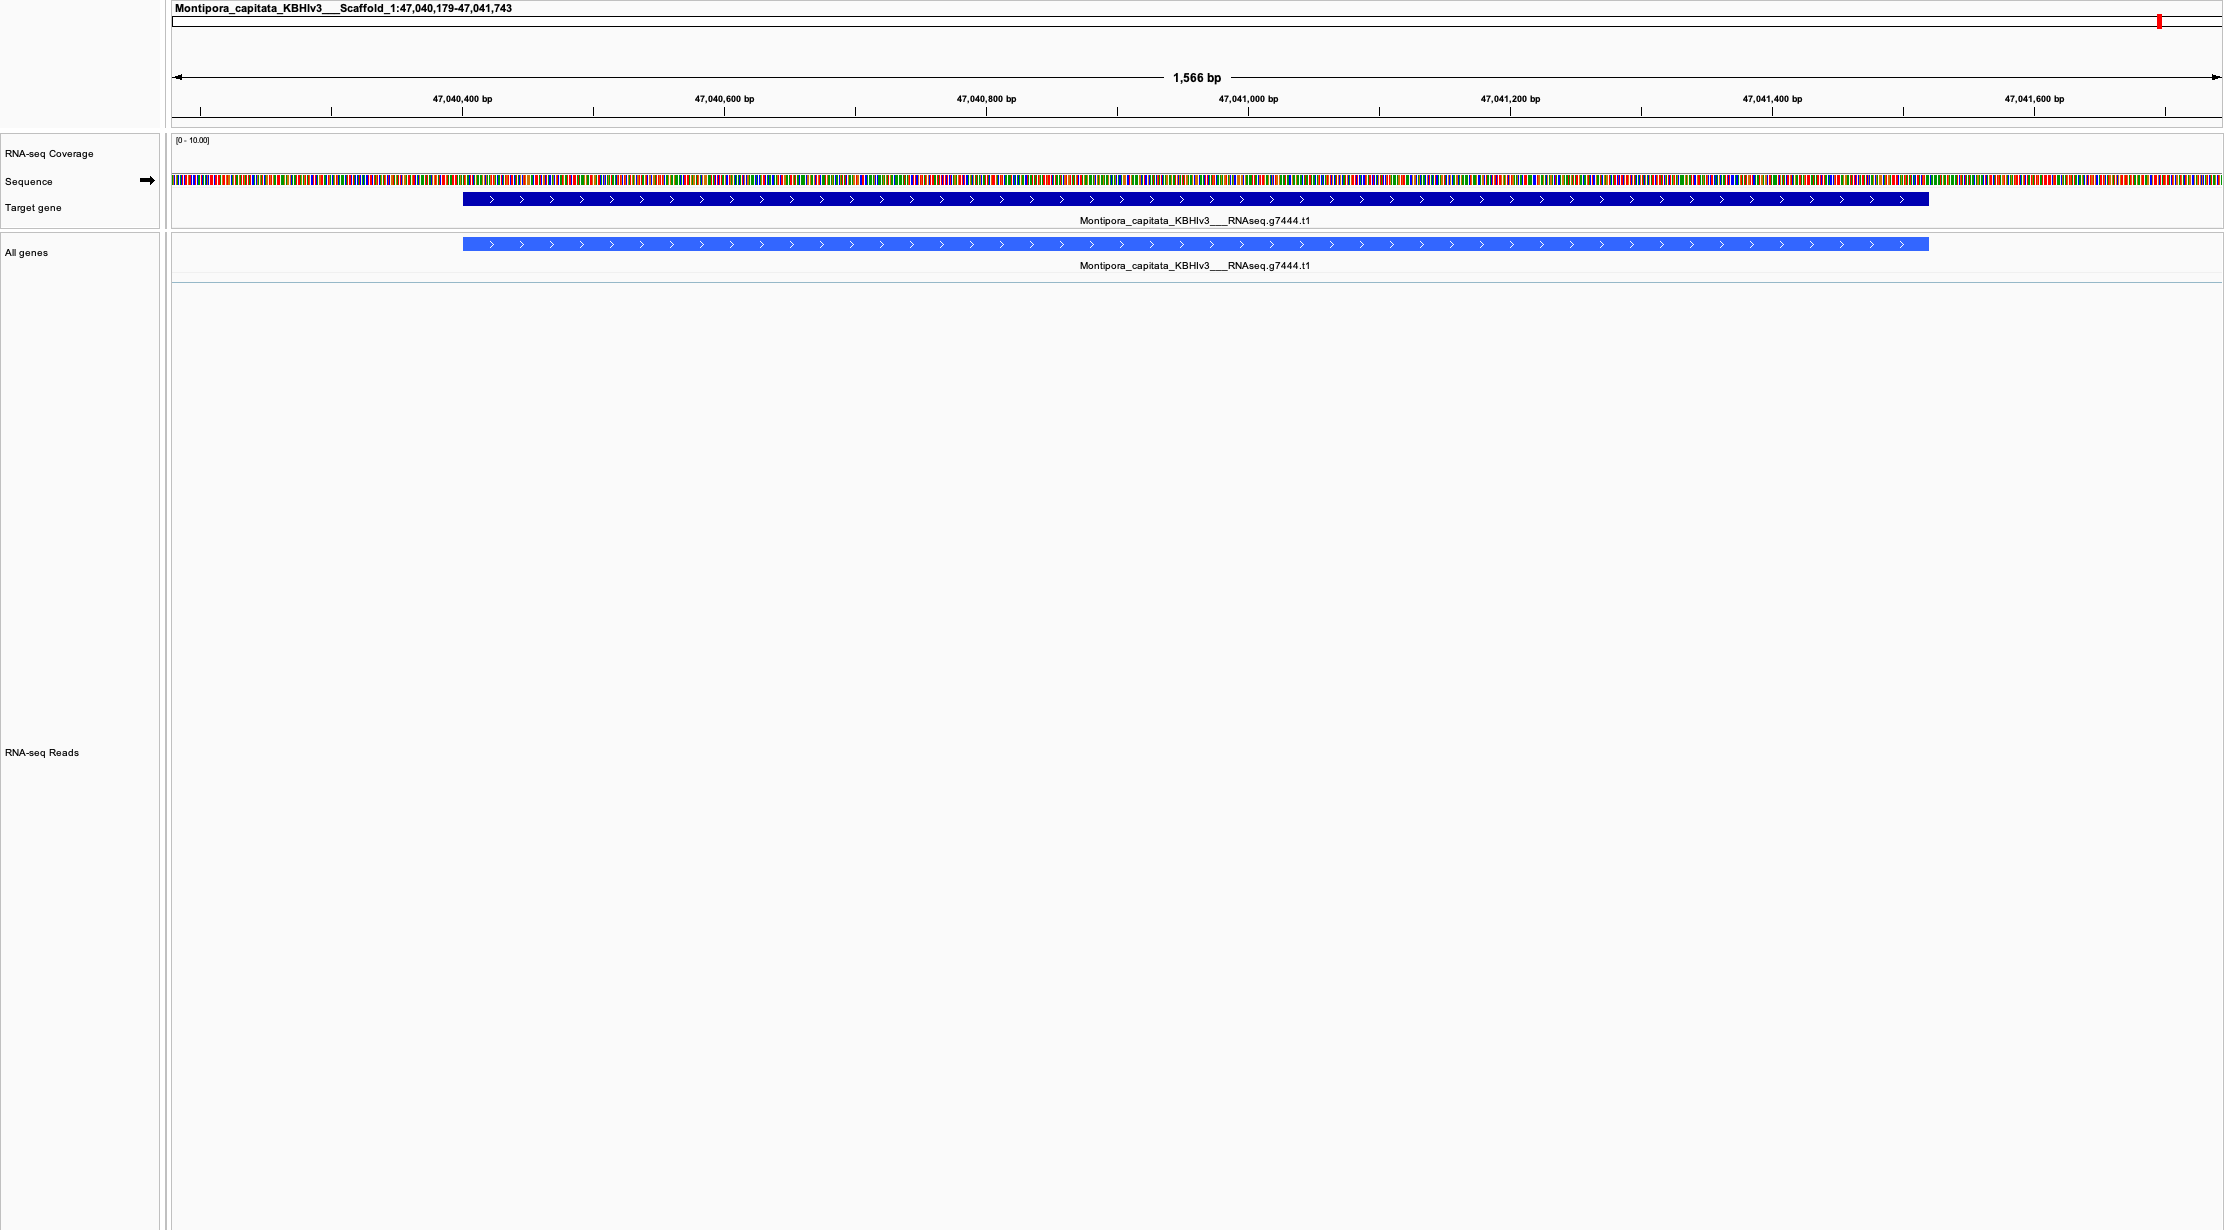 Montipora_capitata_KBHIv3___Scaffold_1:47,040,179-47,041,743
1,566 bp
47,040,400 bp 47,040,600 bp 47,040,800 bp 47,041,000 bp 47,041,200 bp 47,041,400 bp 47,041,600 bp
[0 - 10.00]
RNA-seq Coverage
Sequence
Target gene
Montipora_capitata_KBHIv3___RNAseq.g7444.t1
All genes
Montipora_capitata_KBHIv3___RNAseq.g7444.t1
RNA-seq Reads